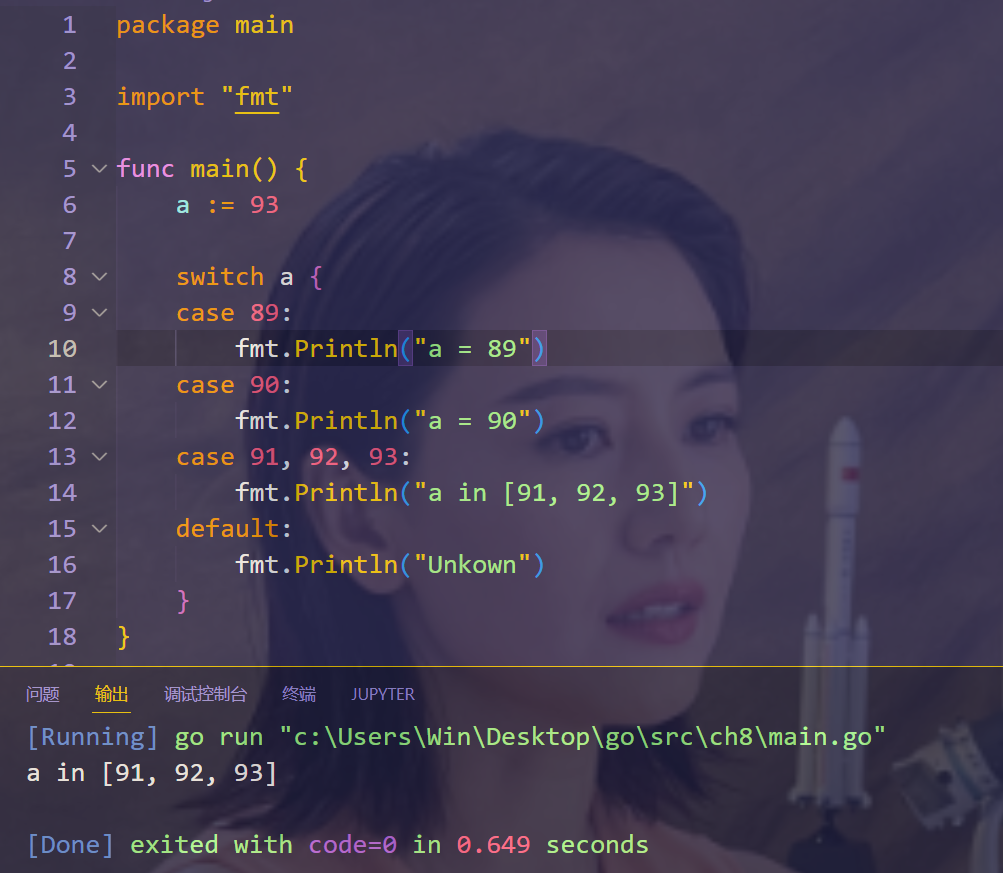 1 package main
2
3 import "fmt"
4
5 func main() {
6 a := 93
7
8 switch a {
9 case 89:
10 fmt.Println("a = 89")
11 case 90:
12 fmt.Println("a = 90")
13 case 91, 92, 93:
14 fmt.Println("a in [91, 92, 93]")
15 default:
16 fmt.Println("Unkown")
17 }
18 }
问题 输出 调试控制台 终端 JUPYTER
[Running] go run "c:\Users\Win\Desktop\go\src\ch8\main.go"
a in [91, 92, 93]
[Done] exited with code=0 in 0.649 seconds